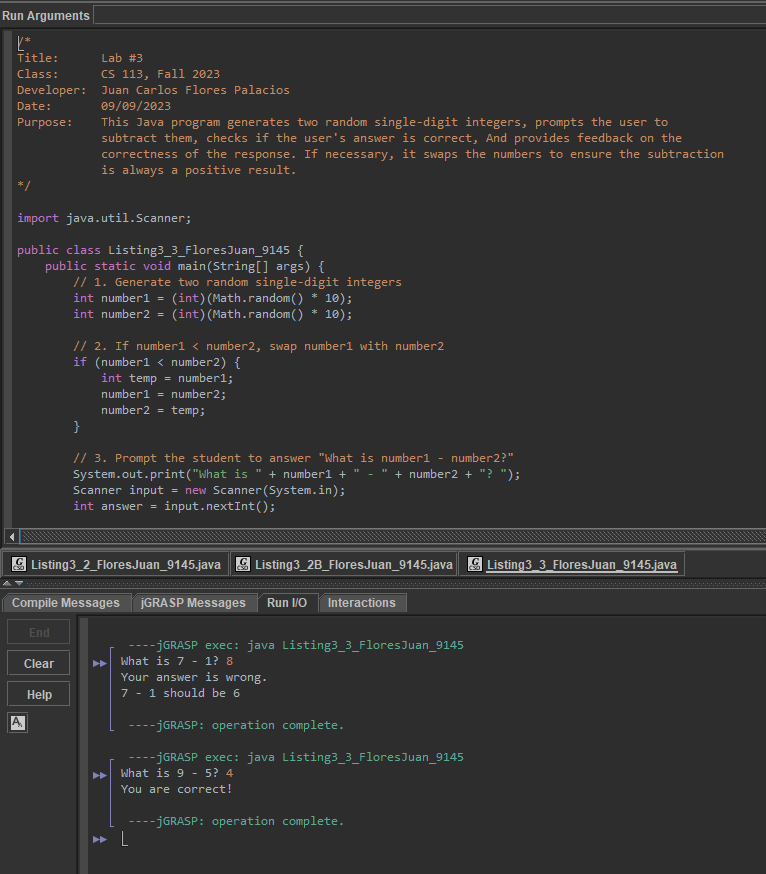 Run Arguments
/*
Title:      Lab #3
Class:      CS 113, Fall 2023
Developer:  Juan Carlos Flores Palacios
Date:       09/09/2023
Purpose:    This Java program generates two random single-digit integers, prompts the user to
            subtract them, checks if the user's answer is correct, And provides feedback on the
            correctness of the response. If necessary, it swaps the numbers to ensure the subtraction
            is always a positive result.
*/
import java.util.Scanner;
public class Listing3_3_FloresJuan_9145 {
    public static void main(String[] args) {
        // 1. Generate two random single-digit integers
        int number1 = (int)(Math.random() * 10);
        int number2 = (int)(Math.random() * 10);
        // 2. If number1 < number2, swap number1 with number2
        if (number1 < number2) {
            int temp = number1;
            number1 = number2;
            number2 = temp;
        }
        // 3. Prompt the student to answer "What is number1 - number2?"
        System.out.print("What is " + number1 + " - " + number2 + "? ");
        Scanner input = new Scanner(System.in);
        int answer = input.nextInt();
Listing3_2_FloresJuan_9145.java Listing3_2B_FloresJuan_9145.java Listing3_3_FloresJuan_9145.java
Compile Messages jGRASP Messages Run I/O Interactions
End
Clear
Help
 ----jGRASP exec: java Listing3_3_FloresJuan_9145
What is 7 - 1? 8
Your answer is wrong.
7 - 1 should be 6
 ----jGRASP: operation complete.
 ----jGRASP exec: java Listing3_3_FloresJuan_9145
What is 9 - 5? 4
You are correct!
 ----jGRASP: operation complete.